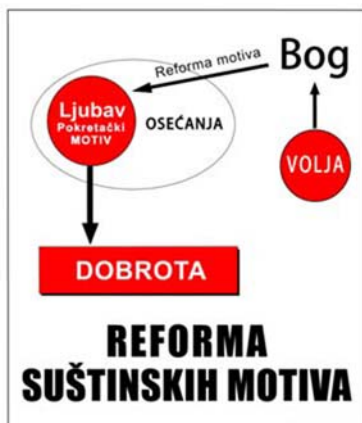 Reforma motiva
Bog
Ljubav
Pokretački
MOTIV
OSEĆANJA
VOLJA
DOBROTA
REFORMA
SUŠTINSKIH MOTIVA